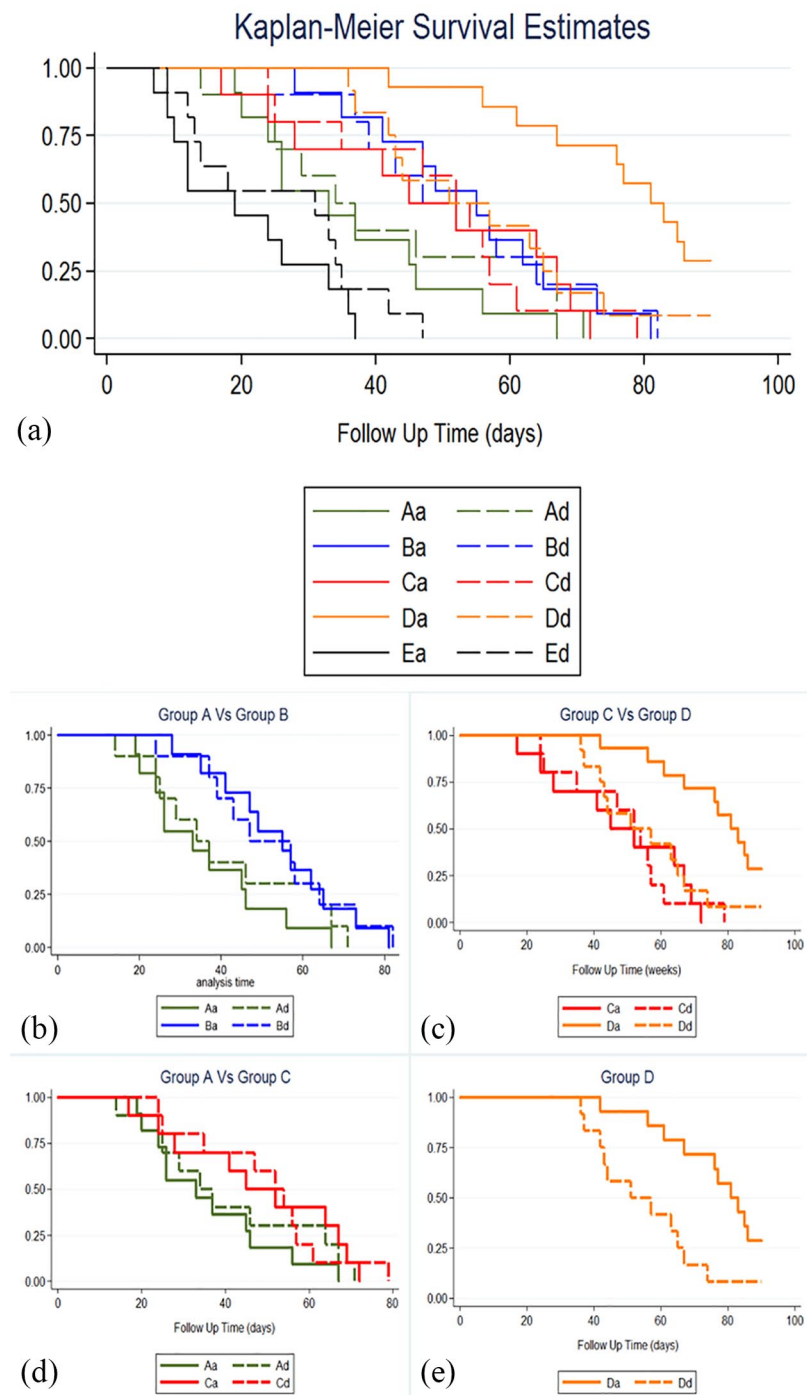 Kaplan-Meier Survival Estimates
1.00
0.75
0.50
0.25
0.00
0 20 40 60 80 100
Follow Up Time (days)
(a)
Aa Ad
Ba Bd
Ca Cd
Da Dd
Ea Ed
Group A Vs Group B
1.00
0.75
0.50
0.25
0.00
0 20 40 60 80
analysis time
Aa Ad
Ba Bd
(b)
Group C Vs Group D
1.00
0.75
0.50
0.25
0.00
0 20 40 60 80 100
Follow Up Time (weeks)
Ca Cd
Da Dd
(c)
Group A Vs Group C
1.00
0.75
0.50
0.25
0.00
0 20 40 60 80
Follow Up Time (days)
Aa Ad
Ca Cd
(d)
Group D
1.00
0.75
0.50
0.25
0.00
0 20 40 60 80 100
Follow Up Time (days)
Da Dd
(e)